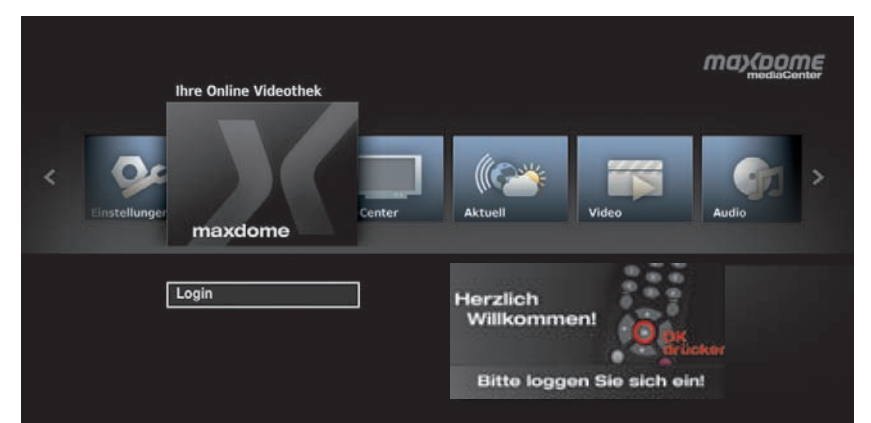 maxdome
mediaCenter
Ihre Online Videothek
<
Einstellungen
maxdome
Center
Aktuell
Video
Audio
>
Login
Herzlich
Willkommen!
OK
drücken
Bitte loggen Sie sich ein!